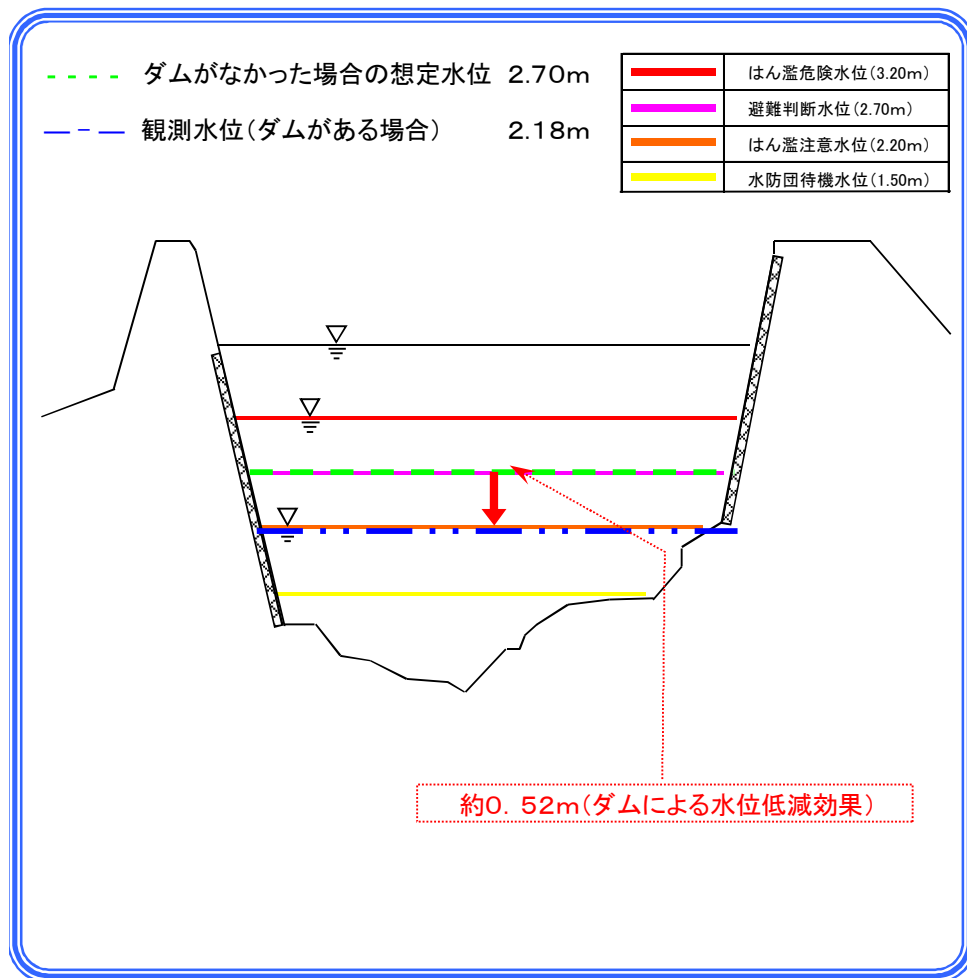 ダムがなかった場合の想定水位 2.70m
観測水位(ダムがある場合) 2.18m
はん濫危険水位(3.20m)
避難判断水位(2.70m)
はん濫注意水位(2.20m)
水防団待機水位(1.50m)
約0.52m(ダムによる水位低減効果)